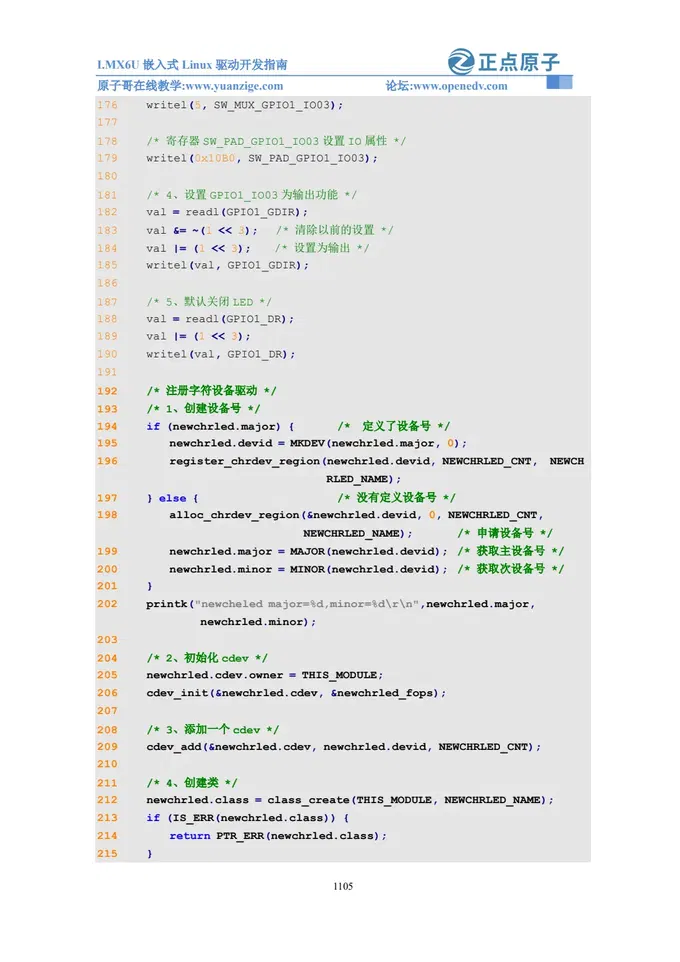 I.MX6U 嵌入式 Linux 驱动开发指南
正点原子
原子哥在线教学:www.yuanzige.com 论坛:www.openedv.com
176 writel(5, SW_MUX_GPIO1_IO03);
177
178 /* 寄存器 SW_PAD_GPIO1_IO03 设置 IO 属性 */
179 writel(0x10B0, SW_PAD_GPIO1_IO03);
180
181 /* 4、设置 GPIO1_IO03 为输出功能 */
182 val = readl(GPIO1_GDIR);
183 val &= ~(1 << 3); /* 清除以前的设置 */
184 val |= (1 << 3); /* 设置为输出 */
185 writel(val, GPIO1_GDIR);
186
187 /* 5、默认关闭 LED */
188 val = readl(GPIO1_DR);
189 val |= (1 << 3);
190 writel(val, GPIO1_DR);
191
192 /* 注册字符设备驱动 */
193 /* 1、创建设备号 */
194 if (newchrled.major) { /* 定义了设备号 */
195 newchrled.devid = MKDEV(newchrled.major, 0);
196 register_chrdev_region(newchrled.devid, NEWCHRLED_CNT, NEWCH
RLED_NAME);
197 } else { /* 没有定义设备号 */
198 alloc_chrdev_region(&newchrled.devid, 0, NEWCHRLED_CNT,
NEWCHRLED_NAME); /* 申请设备号 */
199 newchrled.major = MAJOR(newchrled.devid); /* 获取主设备号 */
200 newchrled.minor = MINOR(newchrled.devid); /* 获取次设备号 */
201 }
202 printk("newcheled major=%d,minor=%d\r\n",newchrled.major,
newchrled.minor);
203
204 /* 2、初始化 cdev */
205 newchrled.cdev.owner = THIS_MODULE;
206 cdev_init(&newchrled.cdev, &newchrled_fops);
207
208 /* 3、添加一个 cdev */
209 cdev_add(&newchrled.cdev, newchrled.devid, NEWCHRLED_CNT);
210
211 /* 4、创建类 */
212 newchrled.class = class_create(THIS_MODULE, NEWCHRLED_NAME);
213 if (IS_ERR(newchrled.class)) {
214 return PTR_ERR(newchrled.class);
215 }
1105